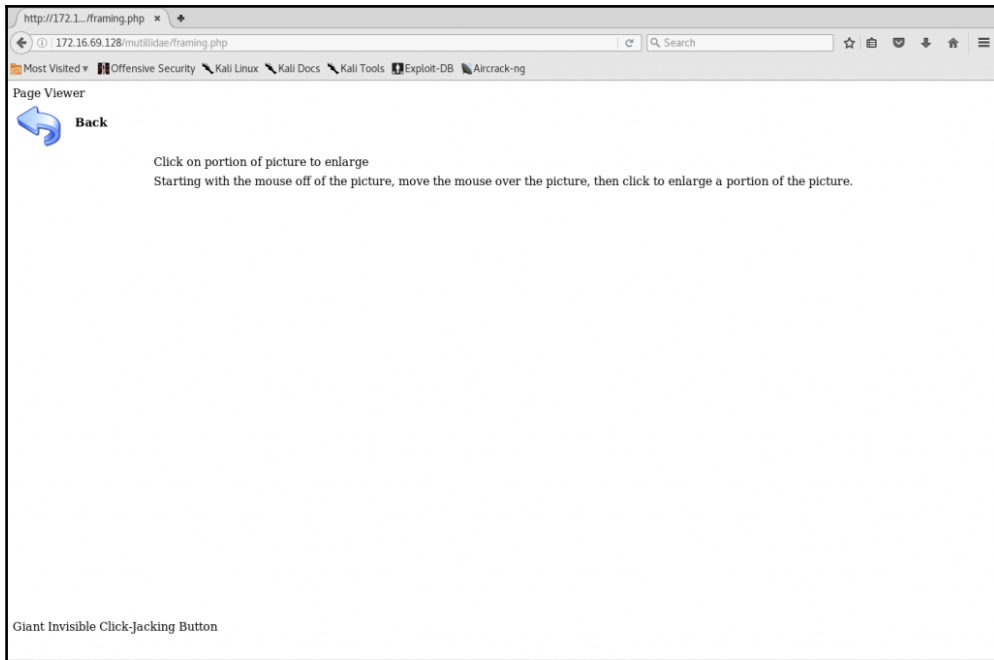 http://172.1.../framing.php
172.16.69.128/mutillidae/framing.php
Search
Most Visited Offensive Security Kali Linux Kali Docs Kali Tools Exploit-DB Aircrack-ng
Page Viewer
Back
Click on portion of picture to enlarge
Starting with the mouse off of the picture, move the mouse over the picture, then click to enlarge a portion of the picture.
Giant Invisible Click-Jacking Button